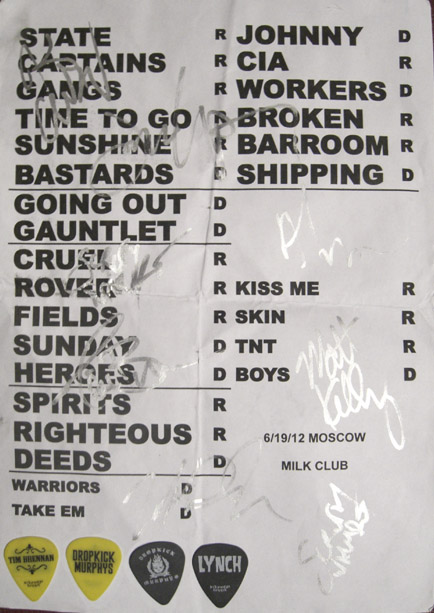 STATE R
CAPTAINS R
GANGS R
TIME TO GO R
SUNSHINE R
BASTARDS D
GOING OUT D
GAUNTLET D
CRUEL R
ROVER R
FIELDS R
SUNDAY D
HEROES D
SPIRITS R
RIGHTEOUS R
DEEDS D
WARRIORS D
TAKE EM D
JOHNNY D
CIA R
WORKERS D
BROKEN R
BARROOM R
SHIPPING D
KISS ME R
SKIN R
TNT R
BOYS D
Matt
Kelly
6/19/12 MOSCOW
MILK CLUB
TIM BRENNAN
DROPKICK
MURPHYS
DROPKICK
MURPHYS
LYNCH